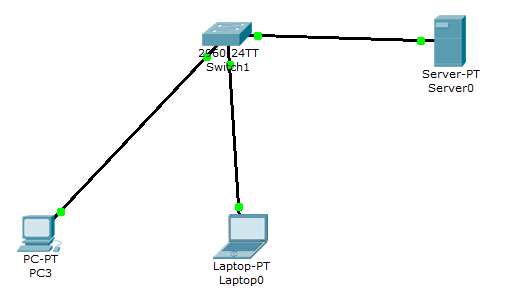 2960-24TT
Switch1
Server-PT
Server0
PC-PT
PC3
Laptop-PT
Laptop0